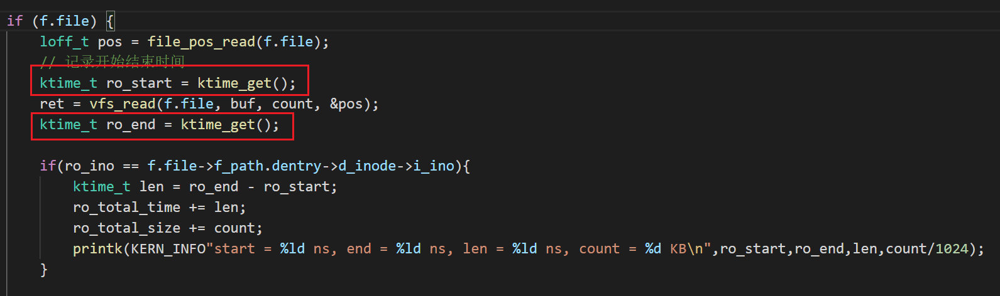 if (f.file) {
loff_t pos = file_pos_read(f.file);
// 记录开始结束时间
ktime_t ro_start = ktime_get();
ret = vfs_read(f.file, buf, count, &pos);
ktime_t ro_end = ktime_get();
if(ro_ino == f.file->f_path.dentry->d_inode->i_ino){
ktime_t len = ro_end - ro_start;
ro_total_time += len;
ro_total_size += count;
printk(KERN_INFO"start = %ld ns, end = %ld ns, len = %ld ns, count = %d KB\n",ro_start,ro_end,len,count/1024);
}